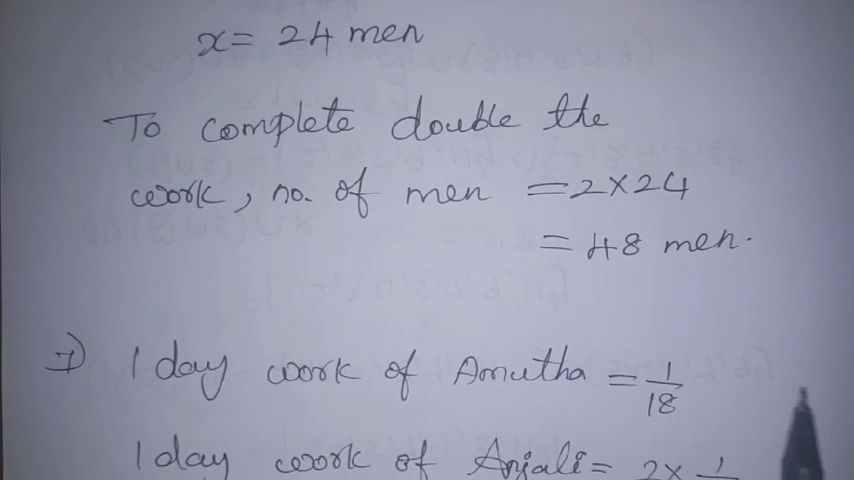 x = 24 men
To complete double the
work, no. of men = 2 × 24
= 48 men.
7) 1 day work of Amutha = 1/18
1 day work of Anjali = 2 × 1